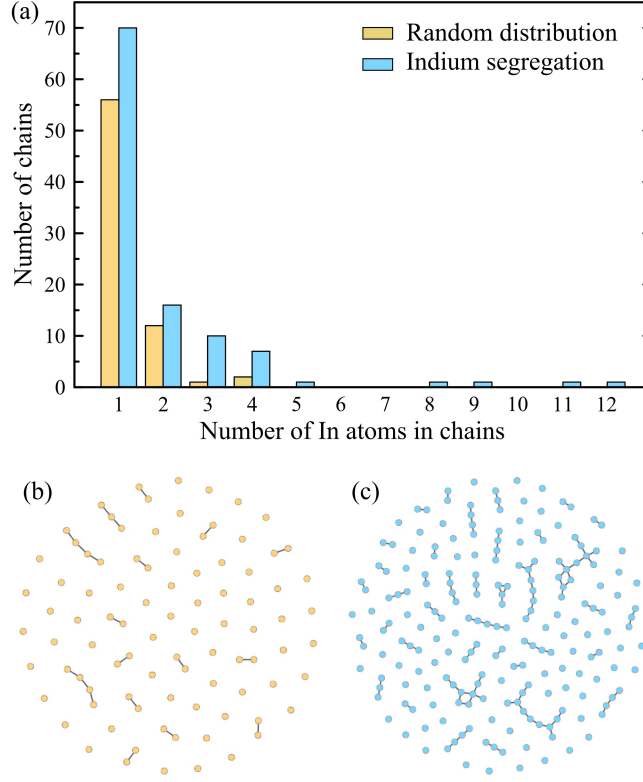 (a)
Random distribution
Indium segregation
Number of chains
70
60
50
40
30
20
10
0
1 2 3 4 5 6 7 8 9 10 11 12
Number of In atoms in chains
(b)
(c)